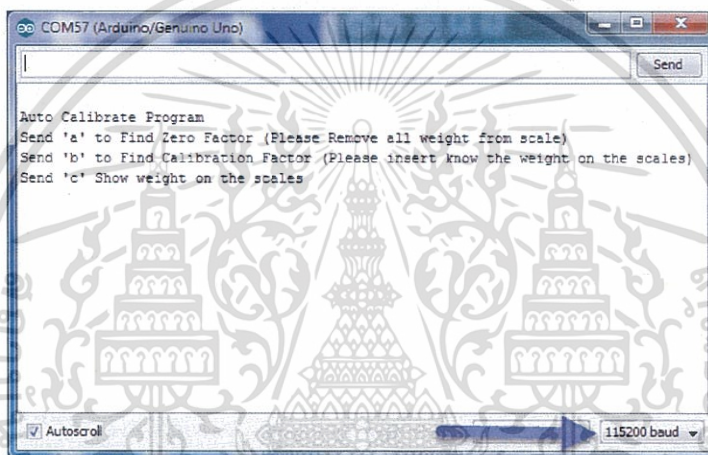 COM57 (Arduino/Genuino Uno)
Send
Auto Calibrate Program
Send 'a' to Find Zero Factor (Please Remove all weight from scale)
Send 'b' to Find Calibration Factor (Please insert know the weight on the scales)
Send 'c' Show weight on the scales
Autoscroll
115200 baud